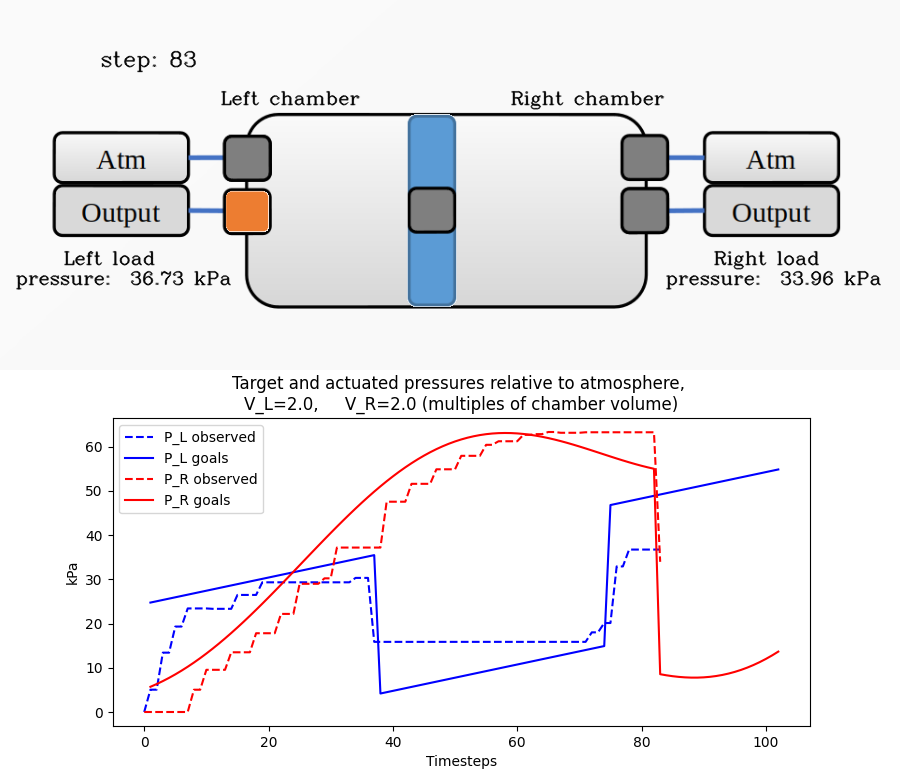 step: 83
Left chamber
Right chamber
Atm
Atm
Output
Output
Left load
pressure: 36.73 kPa
Right load
pressure: 33.96 kPa
Target and actuated pressures relative to atmosphere,
V_L=2.0, V_R=2.0 (multiples of chamber volume)
P_L observed
P_L goals
P_R observed
P_R goals
60
50
40
30
20
10
0
kPa
0 20 40 60 80 100
Timesteps